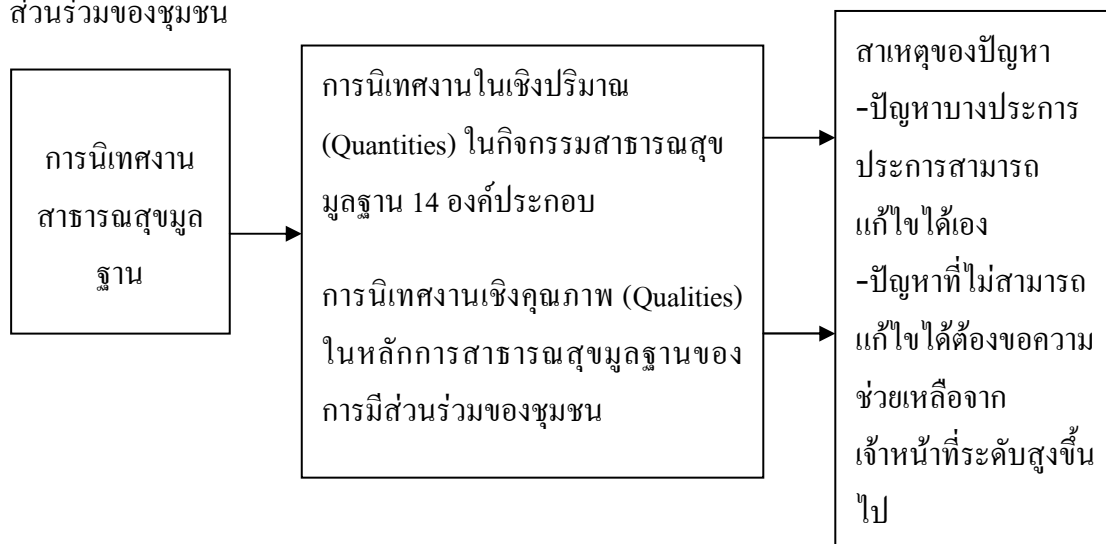 ส่วนร่วมของชุมชน
การนิเทศงาน
สาธารณสุขมูล
ฐาน
การนิเทศงานในเชิงปริมาณ
(Quantities) ในกิจกรรมสาธารณสุข
มูลฐาน 14 องค์ประกอบ
การนิเทศงานเชิงคุณภาพ (Qualities)
ในหลักการสาธารณสุขมูลฐานของ
การมีส่วนร่วมของชุมชน
สาเหตุของปัญหา
-ปัญหาบางประการ
ประการสามารถ
แก้ไขได้เอง
-ปัญหาที่ไม่สามารถ
แก้ไขได้ต้องขอความ
ช่วยเหลือจาก
เจ้าหน้าที่ระดับสูงขึ้น
ไป